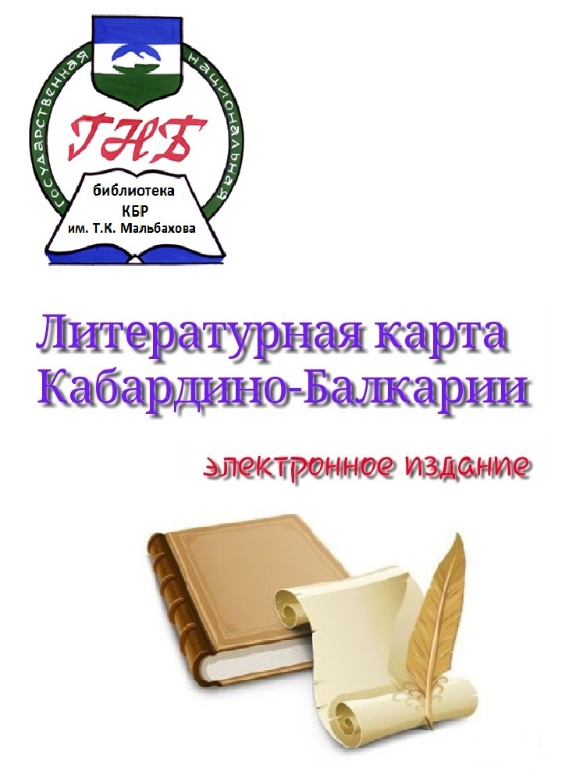 государственная национальная
ГНБ
библиотека
КБР
им. Т.К. Мальбахова
Литературная карта
Кабардино-Балкарии
электронное издание